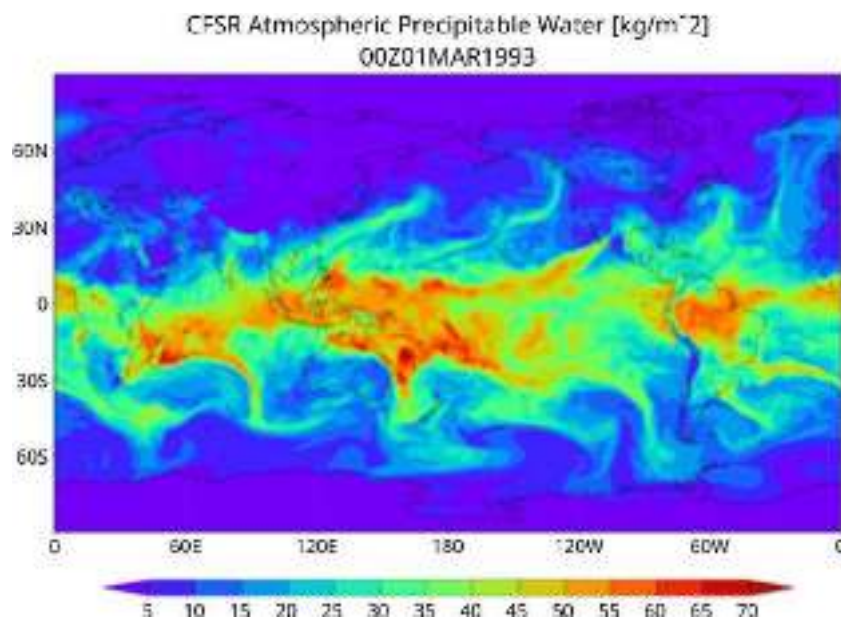 CFSR Atmospheric Precipitable Water [kg/m^2]
00Z01MAR1993
60N
30N
0
30S
60S
0 60E 120E 180 120W 60W 0
5 10 15 20 25 30 35 40 45 50 55 60 65 70